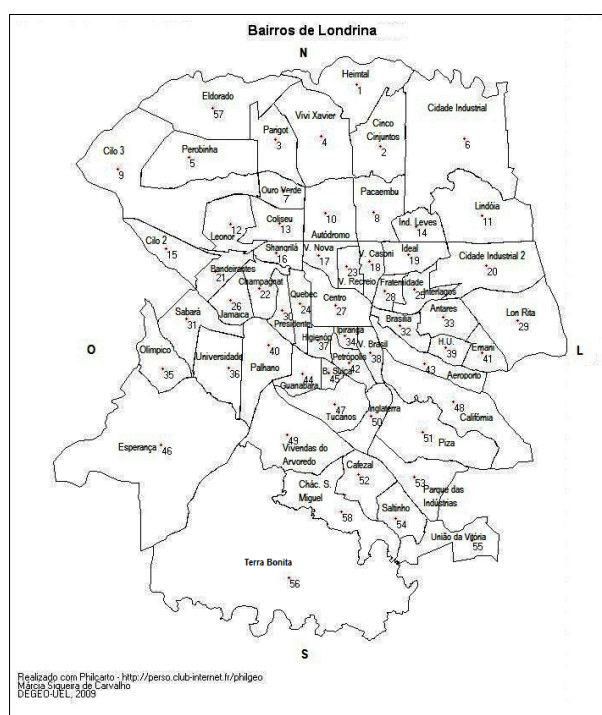 Bairros de Londrina
N
Heimtal
1
Eldorado
57
Cidade Industrial
6
Vivi Xavier
4
Cinco
Conjuntos
2
Parigot
3
Cilo 3
9
Perobinha
5
Ouro Verde
7
Pacaembu
8
Lindóia
11
Leonor
12
Coliseu
13
10
Autódromo
Ind. Leves
14
Cilo 2
15
Shangrilá
16
V. Nova
17
V. Casoni
18
Ideal
19
Cidade Industrial 2
20
Bandeirantes
21
Champagnat
22
23
V. Recreio
Fraternidade
28
25
Interlagos
26
Jamaica
Quebec
24
Centro
27
Sabará
31
30
Presidente
Brasília
32
Antares
33
Lon Rita
29
O
Olímpico
35
Universidade
36
40
Palhano
Higienóp
37
Ipiranga
34
V. Brasil
38
H.U.
39
Ernani
41
L
Petrópolis
42
43
Aeroporto
44
Guanabara
B. Suíça
45
47
Tucanos
Inglaterra
50
48
Califórnia
51
Piza
Esperança
46
49
Vivendas do
Arvoredo
Cafezal
52
53
Parque das
Indústrias
Chác. S.
Miguel
58
Saltinho
54
União da Vitória
55
Terra Bonita
56
S
Realizado com Philcarto - http://perso.club-internet.fr/philgeo
Márcia Siqueira de Carvalho
DEGEO-UEL, 2009